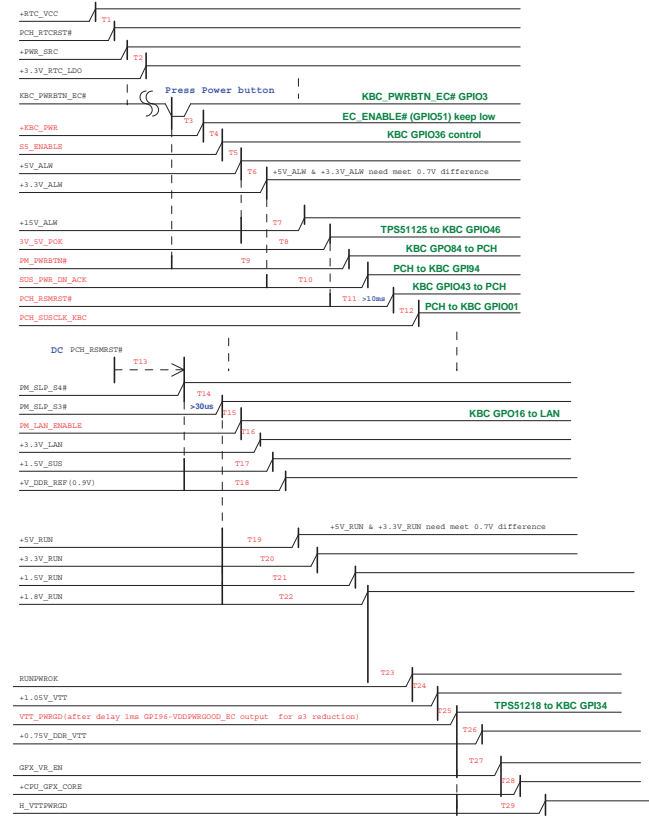 +RTC_VCC
T1
PCH_RTCRST#
+PWR_SRC
T2
+3.3V_RTC_LDO
Press Power button
KBC_PWRBTN_EC#
KBC_PWRBTN_EC# GPIO3
T3
EC_ENABLE# (GPIO51) keep low
+KBC_PWR
T4
KBC GPIO36 control
S5_ENABLE
T5
+5V_ALW
T6
+5V_ALW & +3.3V_ALW need meet 0.7V difference
+3.3V_ALW
+15V_ALW
T7
TPS51125 to KBC GPIO46
3V_5V_POK
T8
KBC GPO84 to PCH
PM_PWRBTN#
T9
PCH to KBC GPI94
SUS_PWR_DN_ACK
T10
KBC GPIO43 to PCH
PCH_RSMRST#
T11 >10ms
PCH to KBC GPIO01
PCH_SUSCLK_KBC
T12
DC PCH_RSMRST#
T13
PM_SLP_S4#
T14
PM_SLP_S3#
>30us
T15
KBC GPO16 to LAN
PM_LAN_ENABLE
T16
+3.3V_LAN
+1.5V_SUS
T17
+V_DDR_REF(0.9V)
T18
+5V_RUN & +3.3V_RUN need meet 0.7V difference
+5V_RUN
T19
+3.3V_RUN
T20
+1.5V_RUN
T21
+1.8V_RUN
T22
RUNPWROK
T23
T24
+1.05V_VTT
TPS51218 to KBC GPI34
T25
VTT_PWRGD(after delay 1ms GPI96-VDDPWRGOOD_EC output for s3 reduction)
T26
+0.75V_DDR_VTT
T27
GFX_VR_EN
T28
+CPU_GFX_CORE
H_VTTPWRGD
T29